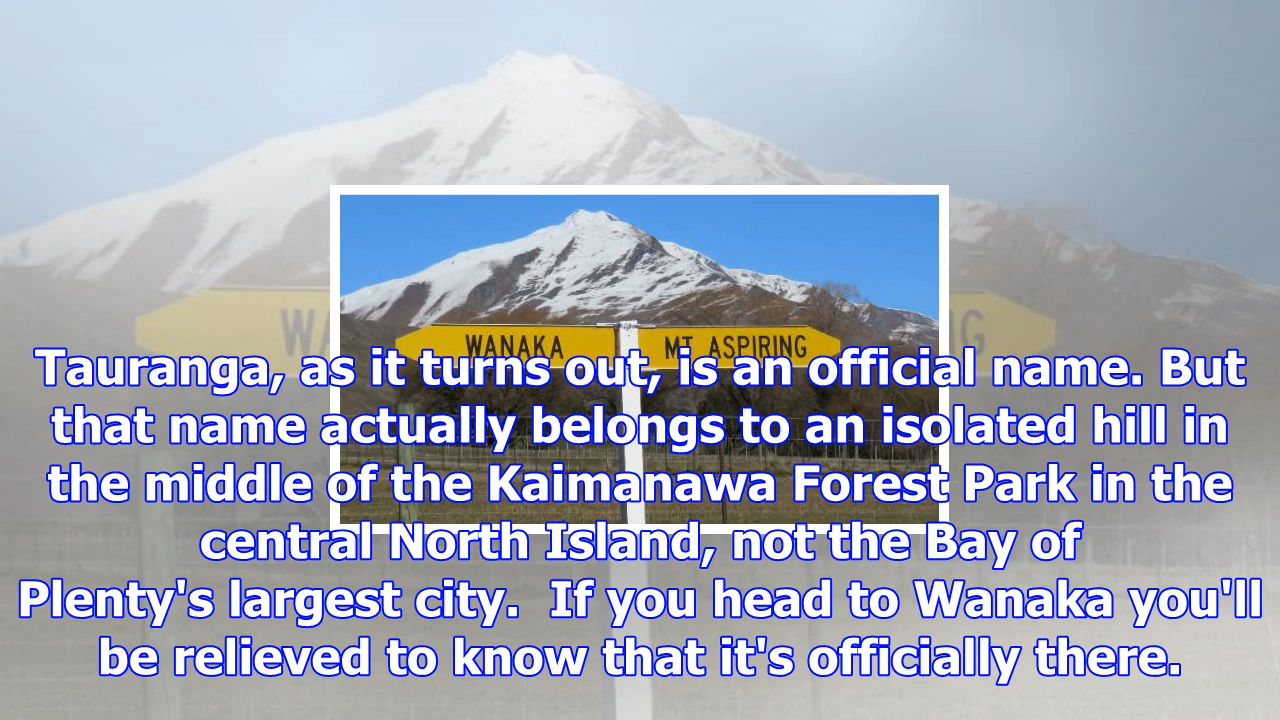 WANAKA
MT ASPIRING
Tauranga, as it turns out, is an official name. But
that name actually belongs to an isolated hill in
the middle of the Kaimanawa Forest Park in the
central North Island, not the Bay of
Plenty's largest city.  If you head to Wanaka you'll
be relieved to know that it's officially there.